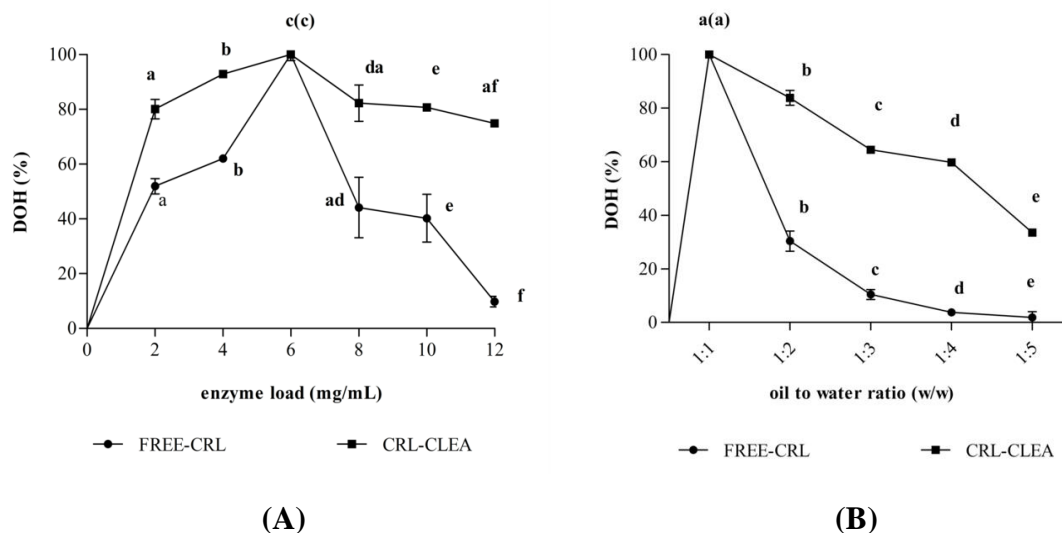 c(c)
100
80
60
40
20
0
DOH (%)
a
b
da
e
af
a
b
ad
e
f
0 2 4 6 8 10 12
enzyme load (mg/mL)
FREE-CRL CRL-CLEA
(A)
a(a)
100
80
60
40
20
0
DOH (%)
b
c
d
e
b
c
d
e
1:1 1:2 1:3 1:4 1:5
oil to water ratio (w/w)
FREE-CRL CRL-CLEA
(B)